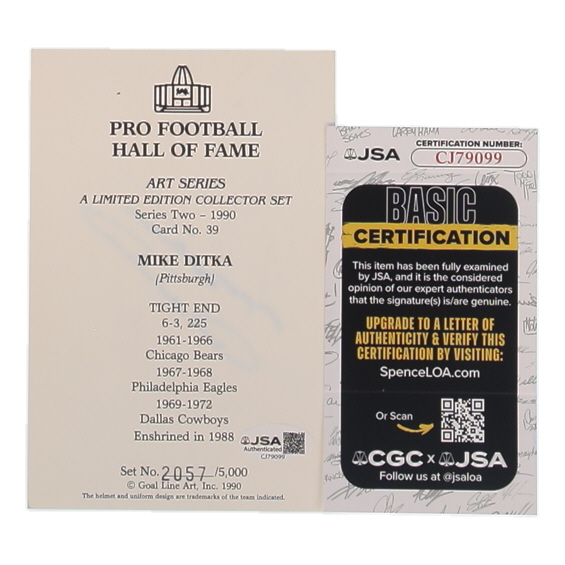 PRO FOOTBALL
HALL OF FAME
ART SERIES
A LIMITED EDITION COLLECTOR SET
Series Two – 1990
Card No. 39
MIKE DITKA
(Pittsburgh)
TIGHT END
6-3, 225
1961-1966
Chicago Bears
1967-1968
Philadelphia Eagles
1969-1972
Dallas Cowboys
Enshrined in 1988
JSA
Authenticated
CJ79099
Set No. 2057/5,000
© Goal Line Art, Inc. 1990
The helmet and uniform design are trademarks of the team indicated.
LARRY HAMA
JSA
CERTIFICATION NUMBER:
CJ79099
BASIC
CERTIFICATION
This item has been fully examined
by JSA, and it is the considered
opinion of our expert authenticators
that the signature(s) is/are genuine.
UPGRADE TO A LETTER OF
AUTHENTICITY & VERIFY THIS
CERTIFICATION BY VISITING:
SpenceLOA.com
Or Scan
CGC x JSA
Follow us at @jsaloa